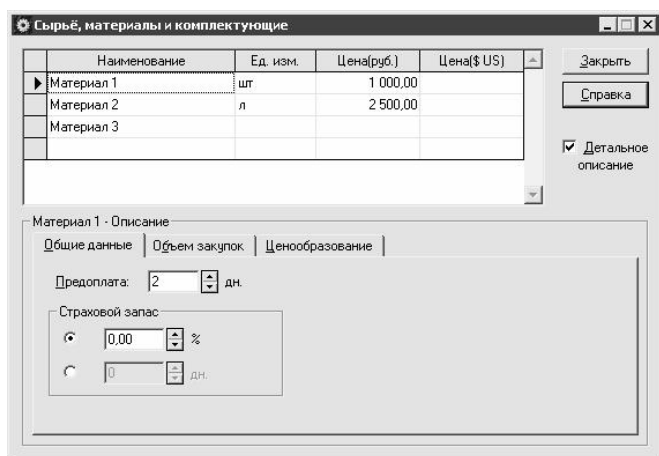 Сырьё, материалы и комплектующие
Наименование Ед. изм. Цена(руб.) Цена($ US)
Материал 1 шт 1 000,00
Материал 2 л 2 500,00
Материал 3
Закрыть
Справка
Детальное
описание
Материал 1 - Описание
Общие данные Объем закупок Ценообразование
Предоплата: 2 дн.
Страховой запас
0,00 %
0 дн.